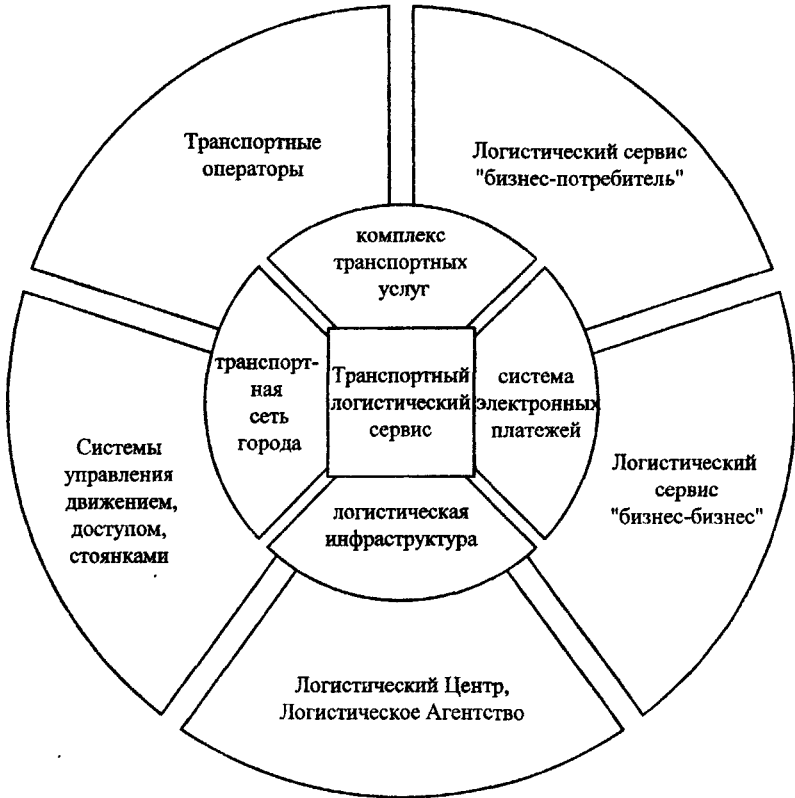 Транспортные
операторы
Логистический сервис
"бизнес-потребитель"
комплекс
транспортных
услуг
транспорт-
ная
сеть
города
Транспортный
логистический
сервис
система
электронных
платежей
Системы
управления
движением,
доступом,
стоянками
Логистический
сервис
"бизнес-бизнес"
логистическая
инфраструктура
Логистический Центр,
Логистическое Агентство